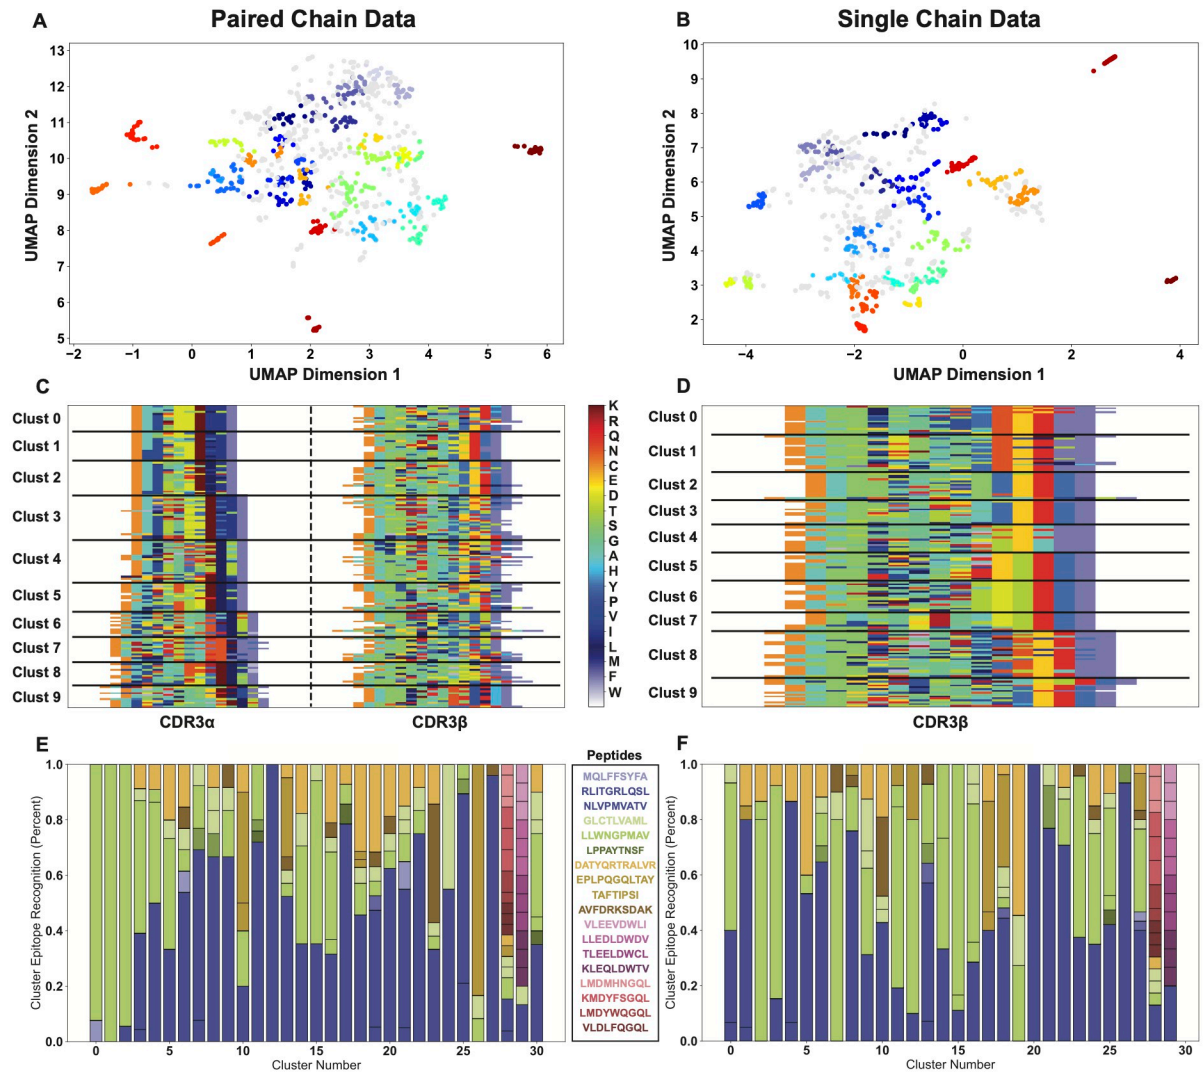 A
Paired Chain Data
B
Single Chain Data
UMAP Dimension 2
13
12
11
10
9
8
7
6
5
−2
−1
0
1
2
3
4
5
6
UMAP Dimension 1
UMAP Dimension 2
10
9
8
7
6
5
4
3
2
−4
−2
0
2
4
UMAP Dimension 1
C
Clust 0
Clust 1
Clust 2
Clust 3
Clust 4
Clust 5
Clust 6
Clust 7
Clust 8
Clust 9
CDR3α
CDR3β
K
R
Q
N
C
E
D
T
S
G
A
H
Y
P
V
I
L
M
F
W
D
Clust 0
Clust 1
Clust 2
Clust 3
Clust 4
Clust 5
Clust 6
Clust 7
Clust 8
Clust 9
CDR3β
E
Cluster Epitope Recognition (Percent)
1.0
0.8
0.6
0.4
0.2
0.0
0
5
10
15
20
25
30
Cluster Number
Peptides
MQLFFSYFA
RLITGRLQSL
NLVPMVATV
GLCTLVAML
LLWNGPMAV
LPPAYTNSF
DATYQRTRALVR
EPLPQGQLTAY
TAFTIPSI
AVFDRKSDAK
VLEEVDWLI
LLEDLDWDV
TLEELDWCL
KLEQLDWTV
LMDMHNGQL
KMDYFSGQL
LMDYWQGQL
VLDLFQGQL
F
Cluster Epitope Recognition (Percent)
1.0
0.8
0.6
0.4
0.2
0.0
0
5
10
15
20
25
30
Cluster Number